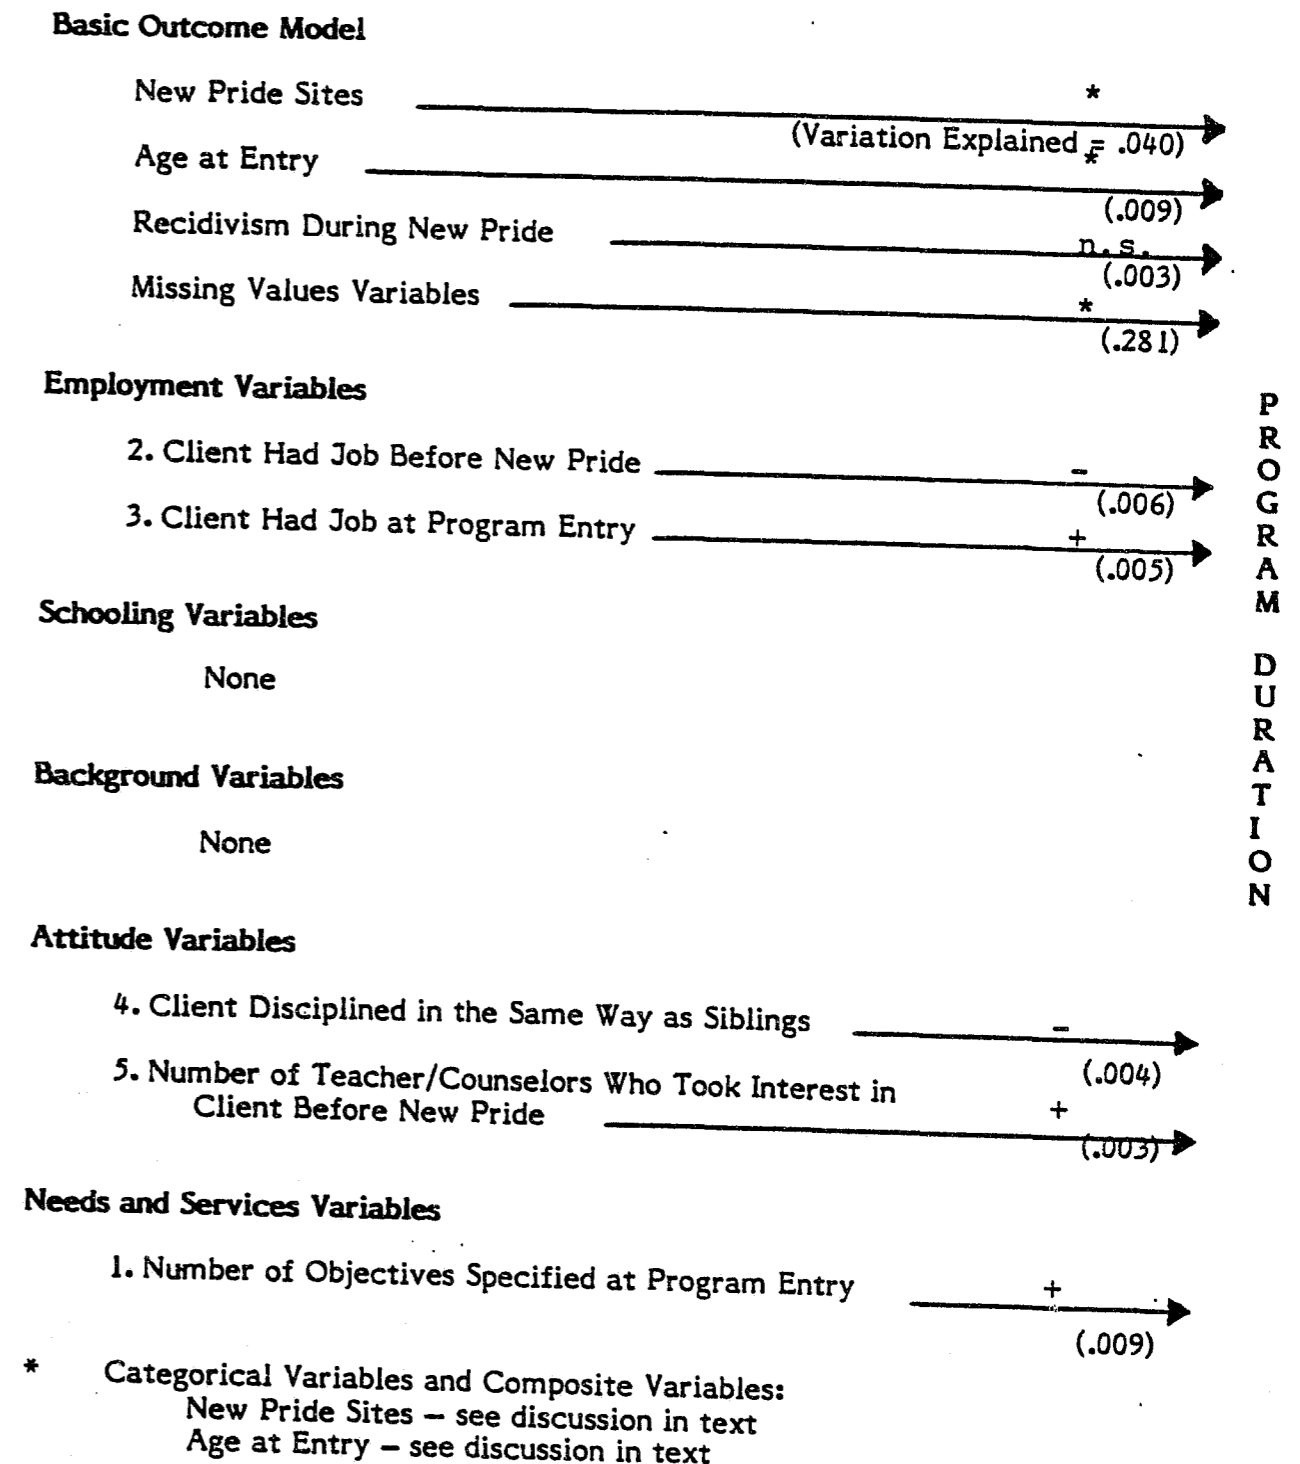 Basic Outcome Model
New Pride Sites
*
(Variation Explained = .040)
Age at Entry
*
(.009)
Recidivism During New Pride
n.s.
(.003)
Missing Values Variables
*
(.281)
Employment Variables
2. Client Had Job Before New Pride
-
(.006)
3. Client Had Job at Program Entry
+
(.005)
Schooling Variables
None
Background Variables
None
Attitude Variables
4. Client Disciplined in the Same Way as Siblings
-
(.004)
5. Number of Teacher/Counselors Who Took Interest in
Client Before New Pride
+
(.003)
Needs and Services Variables
1. Number of Objectives Specified at Program Entry
+
(.009)
PROGRAM DURATION
* Categorical Variables and Composite Variables:
New Pride Sites — see discussion in text
Age at Entry — see discussion in text